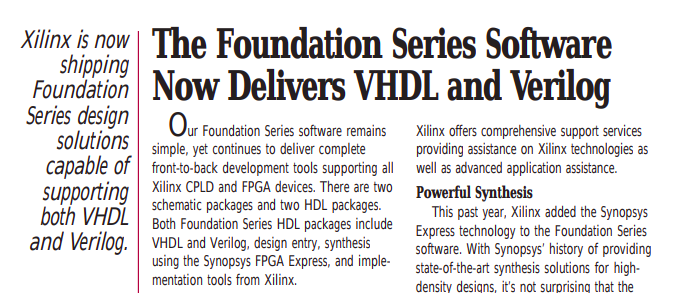 Xilinx is now
shipping
Foundation
Series design
solutions
capable of
supporting
both VHDL
and Verilog.
The Foundation Series Software
Now Delivers VHDL and Verilog
Our Foundation Series software remains
simple, yet continues to deliver complete
front-to-back development tools supporting all
Xilinx CPLD and FPGA devices. There are two
schematic packages and two HDL packages.
Both Foundation Series HDL packages include
VHDL and Verilog, design entry, synthesis
using the Synopsys FPGA Express, and imple-
mentation tools from Xilinx.
Xilinx offers comprehensive support services
providing assistance on Xilinx technologies as
well as advanced application assistance.
Powerful Synthesis
This past year, Xilinx added the Synopsys
Express technology to the Foundation Series
software. With Synopsys’ history of providing
state-of-the-art synthesis solutions for high-
density designs, it’s not surprising that the